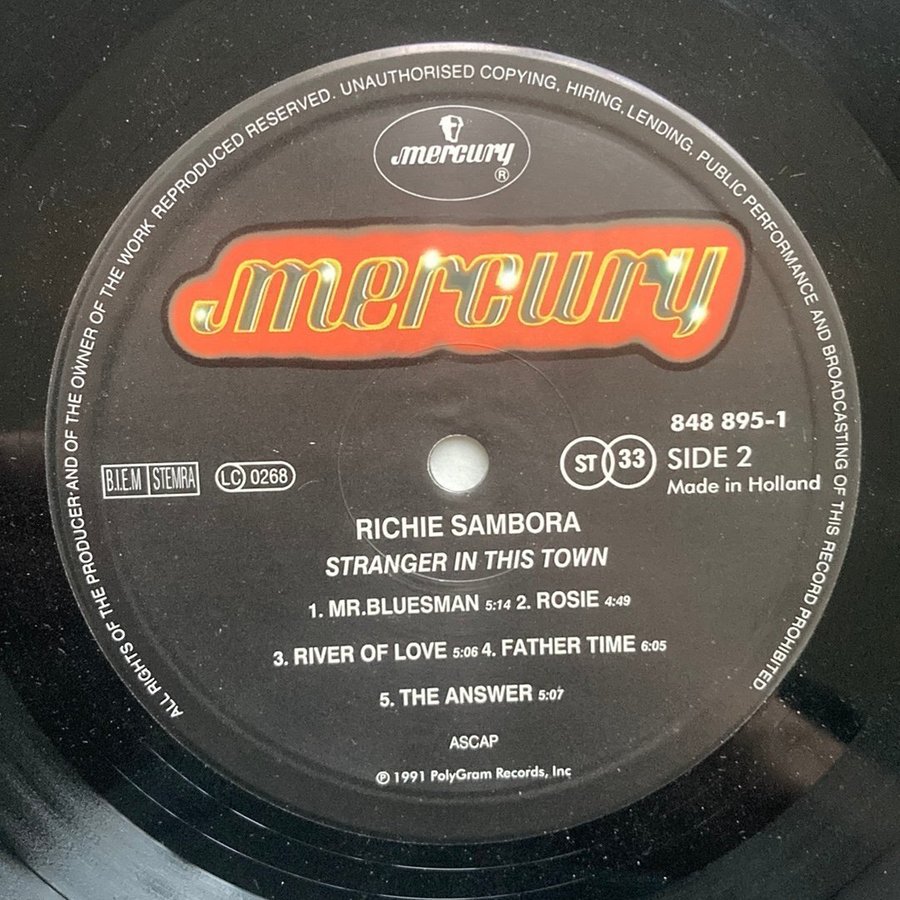 ALL RIGHTS OF THE PRODUCER AND OF THE OWNER OF THE WORK REPRODUCED RESERVED. UNAUTHORISED COPYING, HIRING, LENDING, PUBLIC PERFORMANCE AND BROADCASTING OF THIS RECORD PROHIBITED.
mercury
®
mercury
848 895-1
B.I.E.M STEMRA LC 0268 ST 33 SIDE 2
Made in Holland
RICHIE SAMBORA
STRANGER IN THIS TOWN
1. MR.BLUESMAN 5:14 2. ROSIE 4:49
3. RIVER OF LOVE 5:06 4. FATHER TIME 6:05
5. THE ANSWER 5:07
ASCAP
℗ 1991 PolyGram Records, Inc